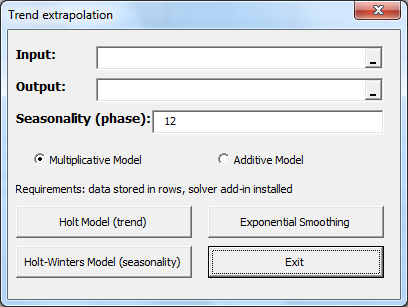 Trend extrapolation
Input:
Output:
Seasonality (phase): 12
Multiplicative Model Additive Model
Requirements: data stored in rows, solver add-in installed
Holt Model (trend) Exponential Smoothing
Holt-Winters Model (seasonality) Exit